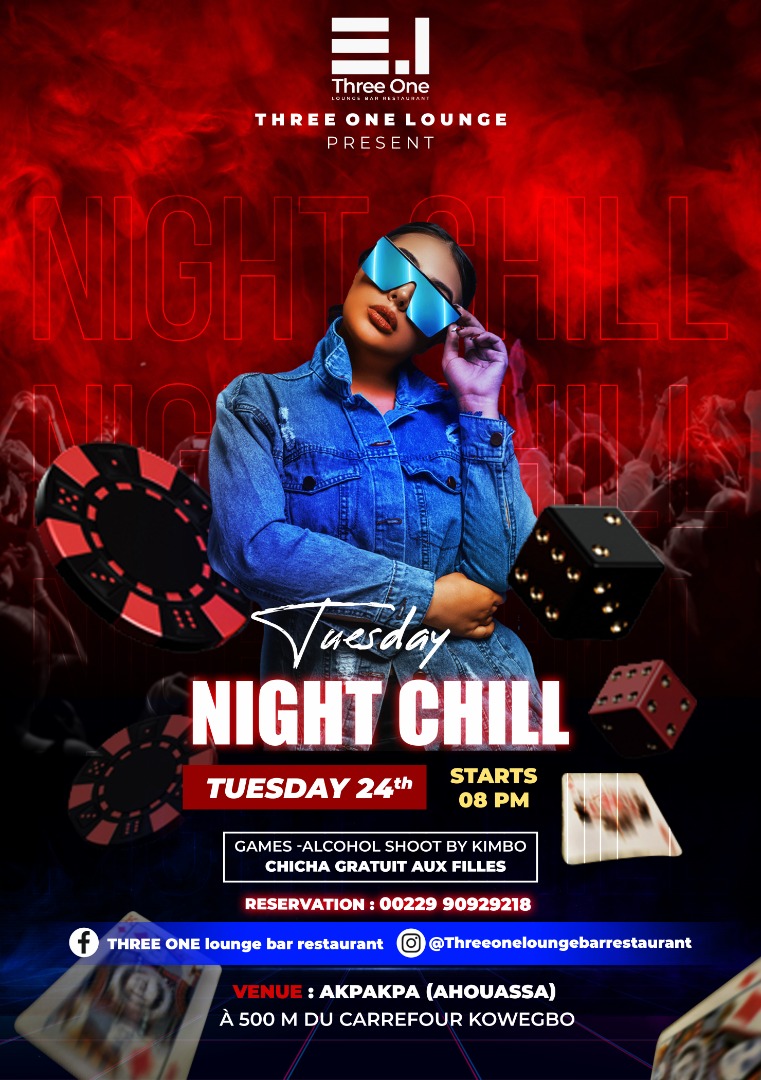 Three One
LOUNGE BAR RESTAURANT
THREE ONE LOUNGE
PRESENT
NIGHT CHILL
NIGHT CHILL
Tuesday
NIGHT CHILL
TUESDAY 24th
STARTS
08 PM
GAMES -ALCOHOL SHOOT BY KIMBO
CHICHA GRATUIT AUX FILLES
RESERVATION : 00229 90929218
THREE ONE lounge bar restaurant
@Threeoneloungebarrestaurant
VENUE : AKPAKPA (AHOUASSA)
À 500 M DU CARREFOUR KOWEGBO